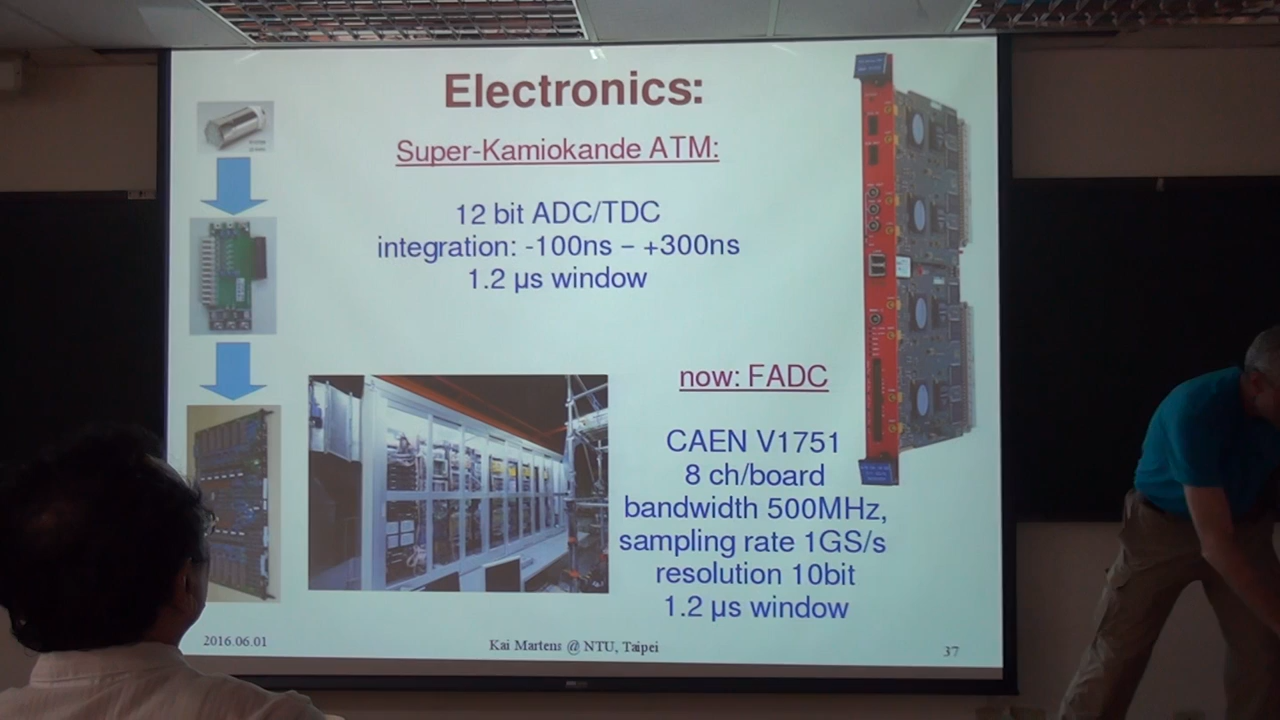 Electronics:
Super-Kamiokande ATM:
12 bit ADC/TDC
integration: -100ns – +300ns
1.2 µs window
now: FADC
CAEN V1751
8 ch/board
bandwidth 500MHz,
sampling rate 1GS/s
resolution 10bit
1.2 µs window
2016.06.01
Kai Martens @ NTU, Taipei
37